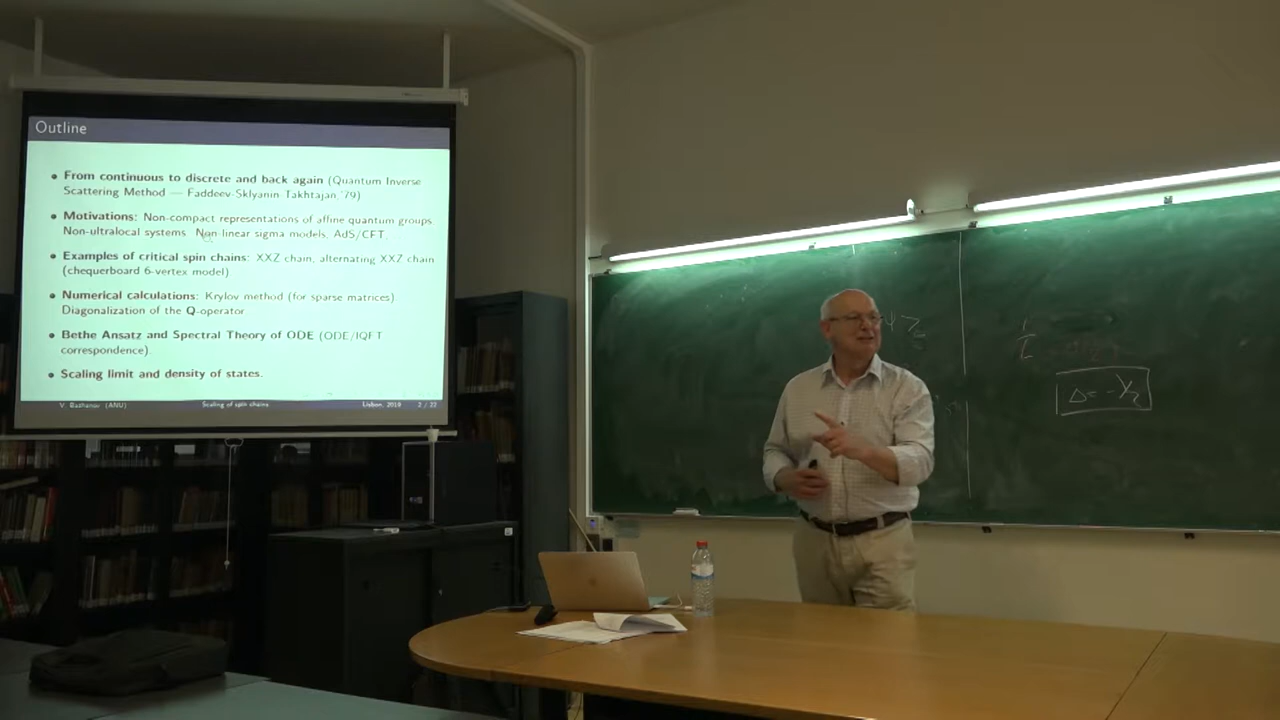 Outline
• From continuous to discrete and back again (Quantum Inverse
Scattering Method — Faddeev-Sklyanin Takhtajan '79)
• Motivations: Non-compact representations of affine quantum groups.
Non-ultralocal systems. Non-linear sigma models, AdS/CFT.
• Examples of critical spin chains: XXZ chain, alternating XXZ chain
(chequerboard 6-vertex model)
• Numerical calculations: Krylov method (for sparse matrices)
Diagonalization of the Q-operator
• Bethe Ansatz and Spectral Theory of ODE (ODE/IQFT
correspondence).
• Scaling limit and density of states.
V. Bazhanov (ANU) Scaling of spin chains Lisbon, 2019 2 / 22
1/L
Δ = -1/2